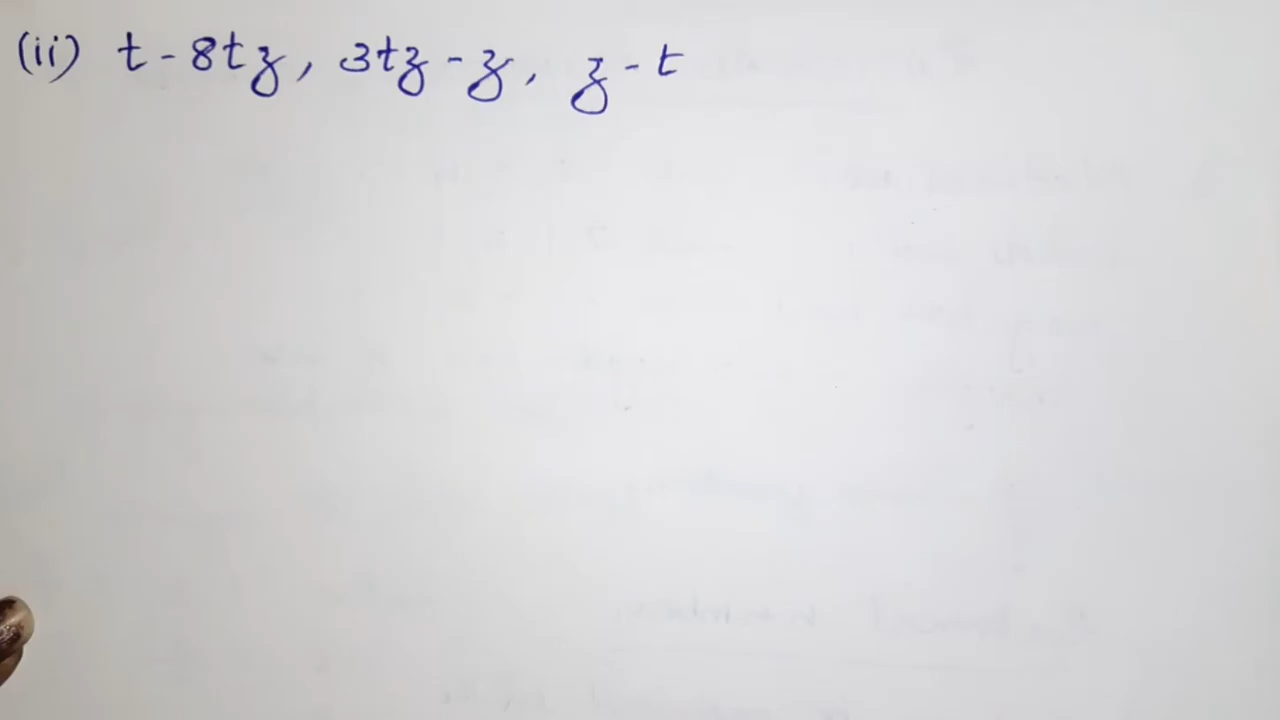 (ii) t - 8tz, 3tz - z, z - t